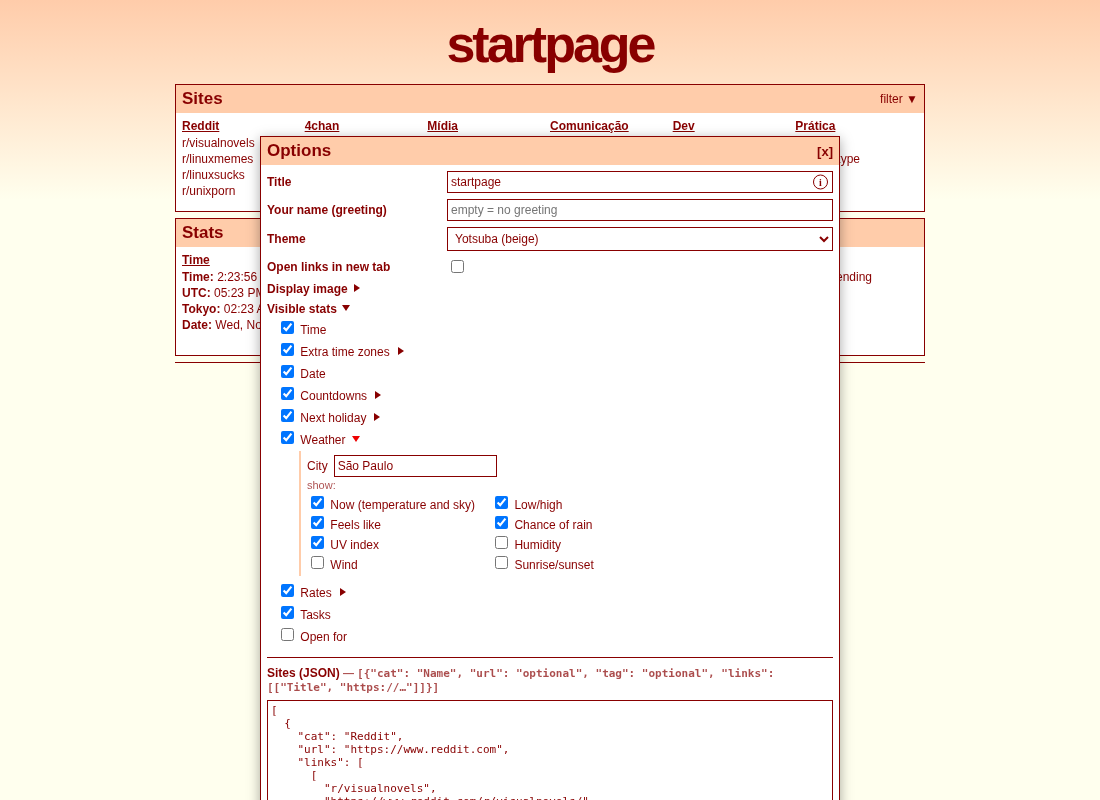 startpage
Sites
filter ▼
Reddit 4chan Mídia Comunicação Dev Prática
r/visualnovels
r/linuxmemes
r/linuxsucks
r/unixporn
Stats
Time
Time: 2:23:56
UTC: 05:23
Tokyo: 02:23
Date: Wed,
Options
[x]
Title startpage
Your name (greeting) empty = no greeting
Theme Yotsuba (beige)
Open links in new tab
Display image
Visible stats
Time
Extra time zones
Date
Countdowns
Next holiday
Weather
City São Paulo
show:
Now (temperature and sky) Low/high
Feels like Chance of rain
UV index Humidity
Wind Sunrise/sunset
Rates
Tasks
Open for
Sites (JSON) — [{"cat": "Name", "url": "optional", "tag": "optional", "links":
[["Title", "https://…"]]}]
[
{
"cat": "Reddit",
"url": "https://www.reddit.com",
"links": [
[
"r/visualnovels",